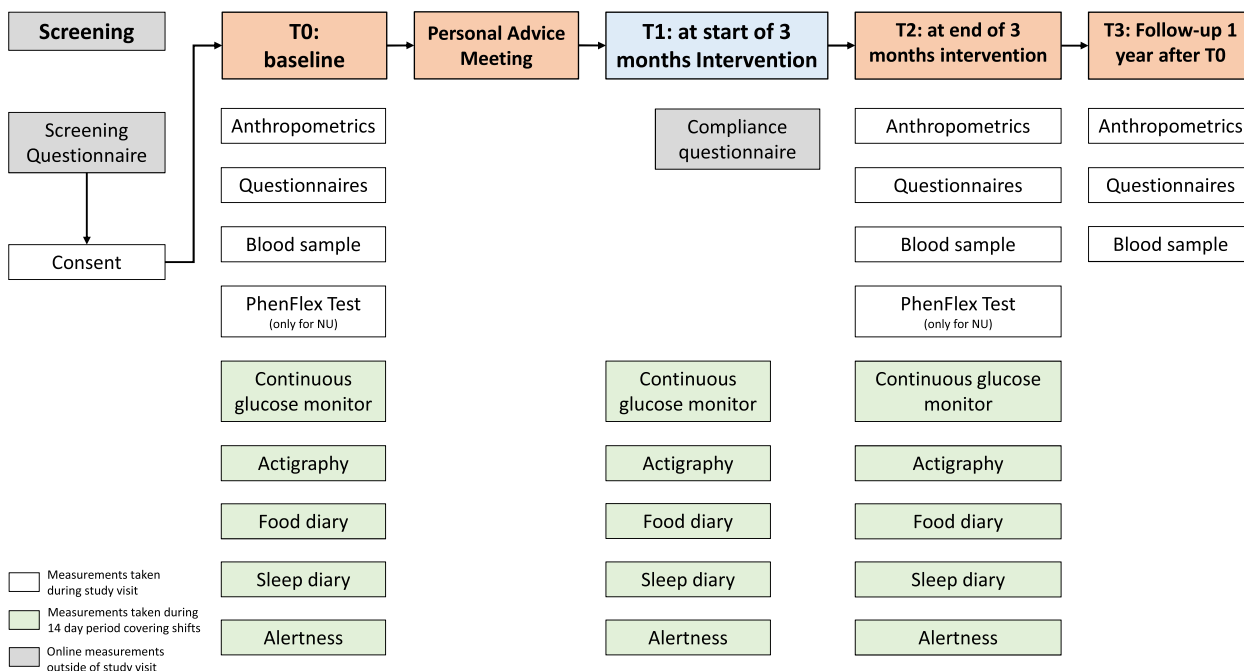 Screening
T0:
baseline
Personal Advice
Meeting
T1: at start of 3
months Intervention
T2: at end of 3
months intervention
T3: Follow-up 1
year after T0
Screening
Questionnaire
Consent
Anthropometrics
Questionnaires
Blood sample
PhenFlex Test
(only for NU)
Continuous
glucose monitor
Actigraphy
Food diary
Sleep diary
Alertness
Compliance
questionnaire
Continuous
glucose monitor
Actigraphy
Food diary
Sleep diary
Alertness
Anthropometrics
Questionnaires
Blood sample
PhenFlex Test
(only for NU)
Continuous glucose
monitor
Actigraphy
Food diary
Sleep diary
Alertness
Anthropometrics
Questionnaires
Blood sample
Measurements taken
during study visit
Measurements taken during
14 day period covering shifts
Online measurements
outside of study visit